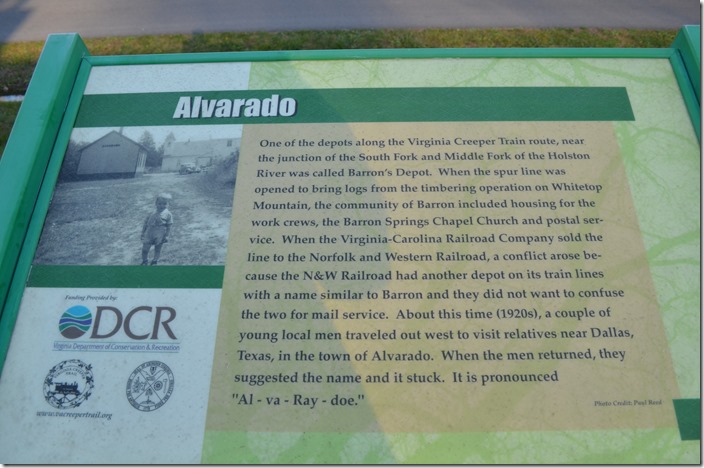 Alvarado
One of the depots along the Virginia Creeper Train route, near
the junction of the South Fork and Middle Fork of the Holston
River was called Barron's Depot. When the spur line was
opened to bring logs from the timbering operation on Whitetop
Mountain, the community of Barron included housing for the
work crews, the Barron Springs Chapel Church and postal ser-
vice. When the Virginia-Carolina Railroad Company sold the
line to the Norfolk and Western Railroad, a conflict arose be-
cause the N&W Railroad had another depot on its train lines
with a name similar to Barron and they did not want to confuse
the two for mail service. About this time (1920s), a couple of
young local men traveled out west to visit relatives near Dallas,
Texas, in the town of Alvarado. When the men returned, they
suggested the name and it stuck. It is pronounced
"Al - va - Ray - doe."
Funding Provided by:
DCR
Virginia Department of Conservation & Recreation
www.vacreepertrail.org
Photo Credit: Paul